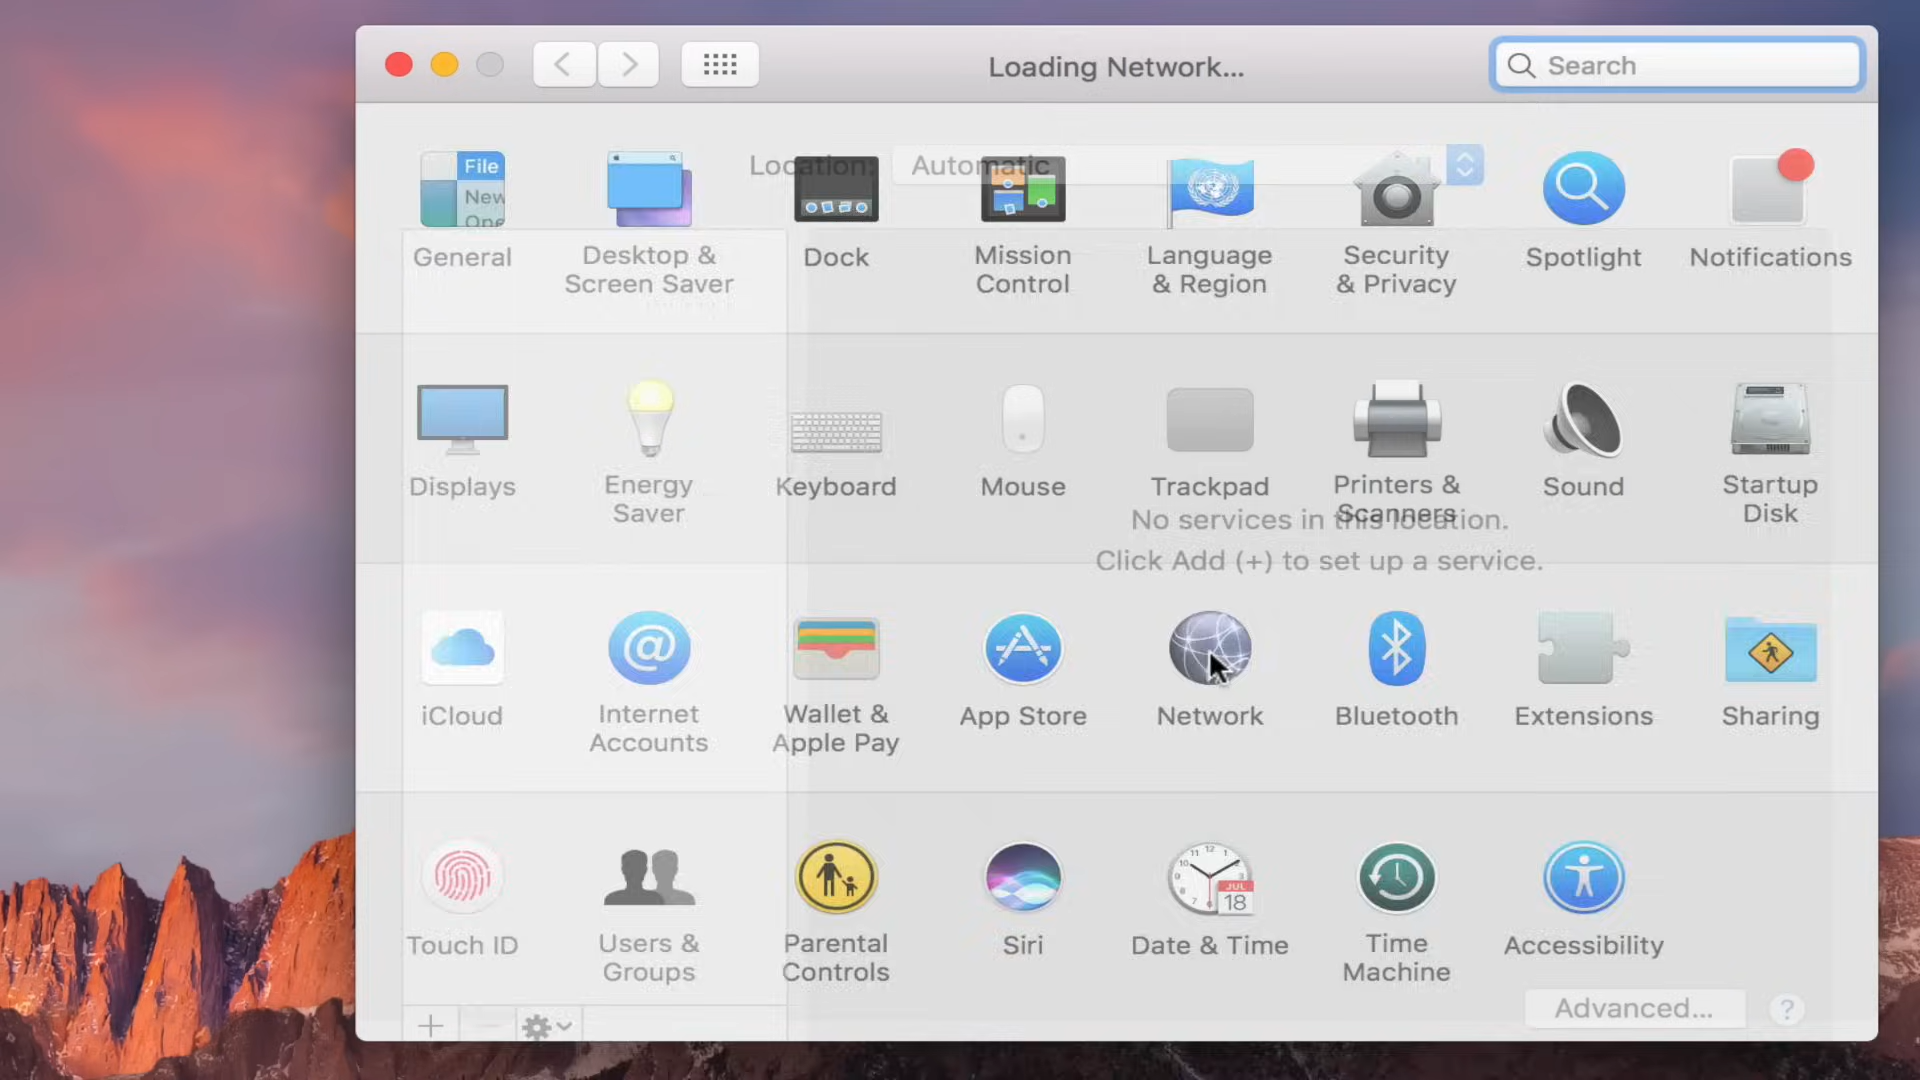 Loading Network...
Search
Location: Automatic
File
New
Ope
General
Desktop &
Screen Saver
Dock
Mission
Control
Language
& Region
Security
& Privacy
Spotlight
Notifications
Displays
Energy
Saver
Keyboard
Mouse
Trackpad
Printers &
Scanners
Sound
Startup
Disk
No services in this location.
Click Add (+) to set up a service.
iCloud
@
Internet
Accounts
Wallet &
Apple Pay
App Store
Network
Bluetooth
Extensions
Sharing
JUL
18
Touch ID
Users &
Groups
Parental
Controls
Siri
Date & Time
Time
Machine
Accessibility
Advanced...
?